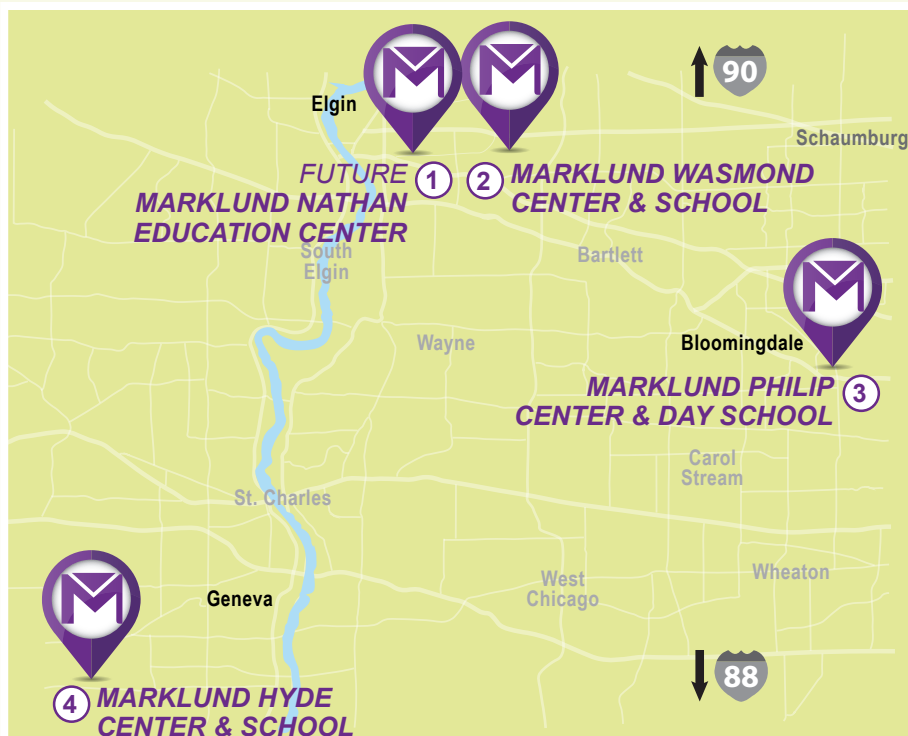 M
M
90
Elgin
Schaumburg
FUTURE 1
MARKLUND NATHAN
EDUCATION CENTER
2 MARKLUND WASMOND
CENTER & SCHOOL
South
Elgin
Bartlett
M
Wayne
Bloomingdale
MARKLUND PHILIP 3
CENTER & DAY SCHOOL
Carol
Stream
St. Charles
M
Geneva
West
Chicago
Wheaton
88
4 MARKLUND HYDE
CENTER & SCHOOL